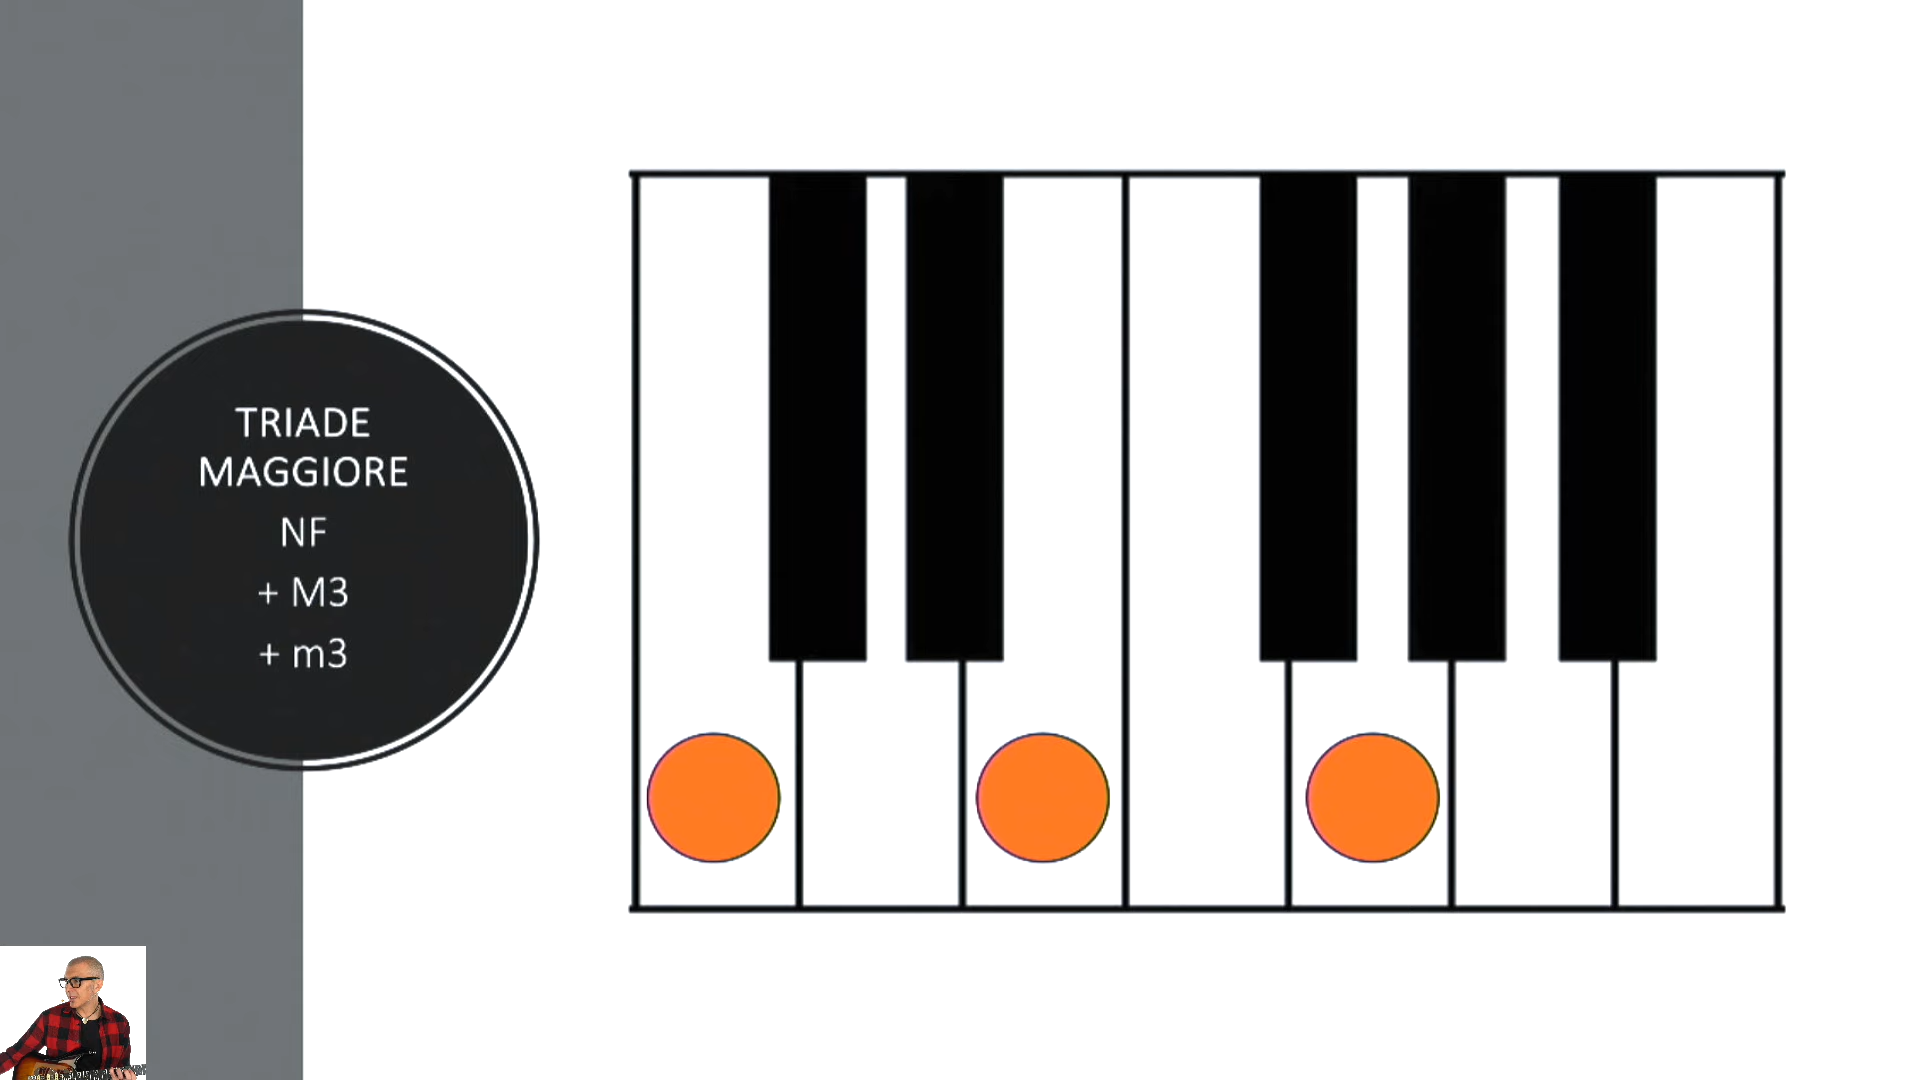 TRIADE
MAGGIORE
NF
+ M3
+ m3